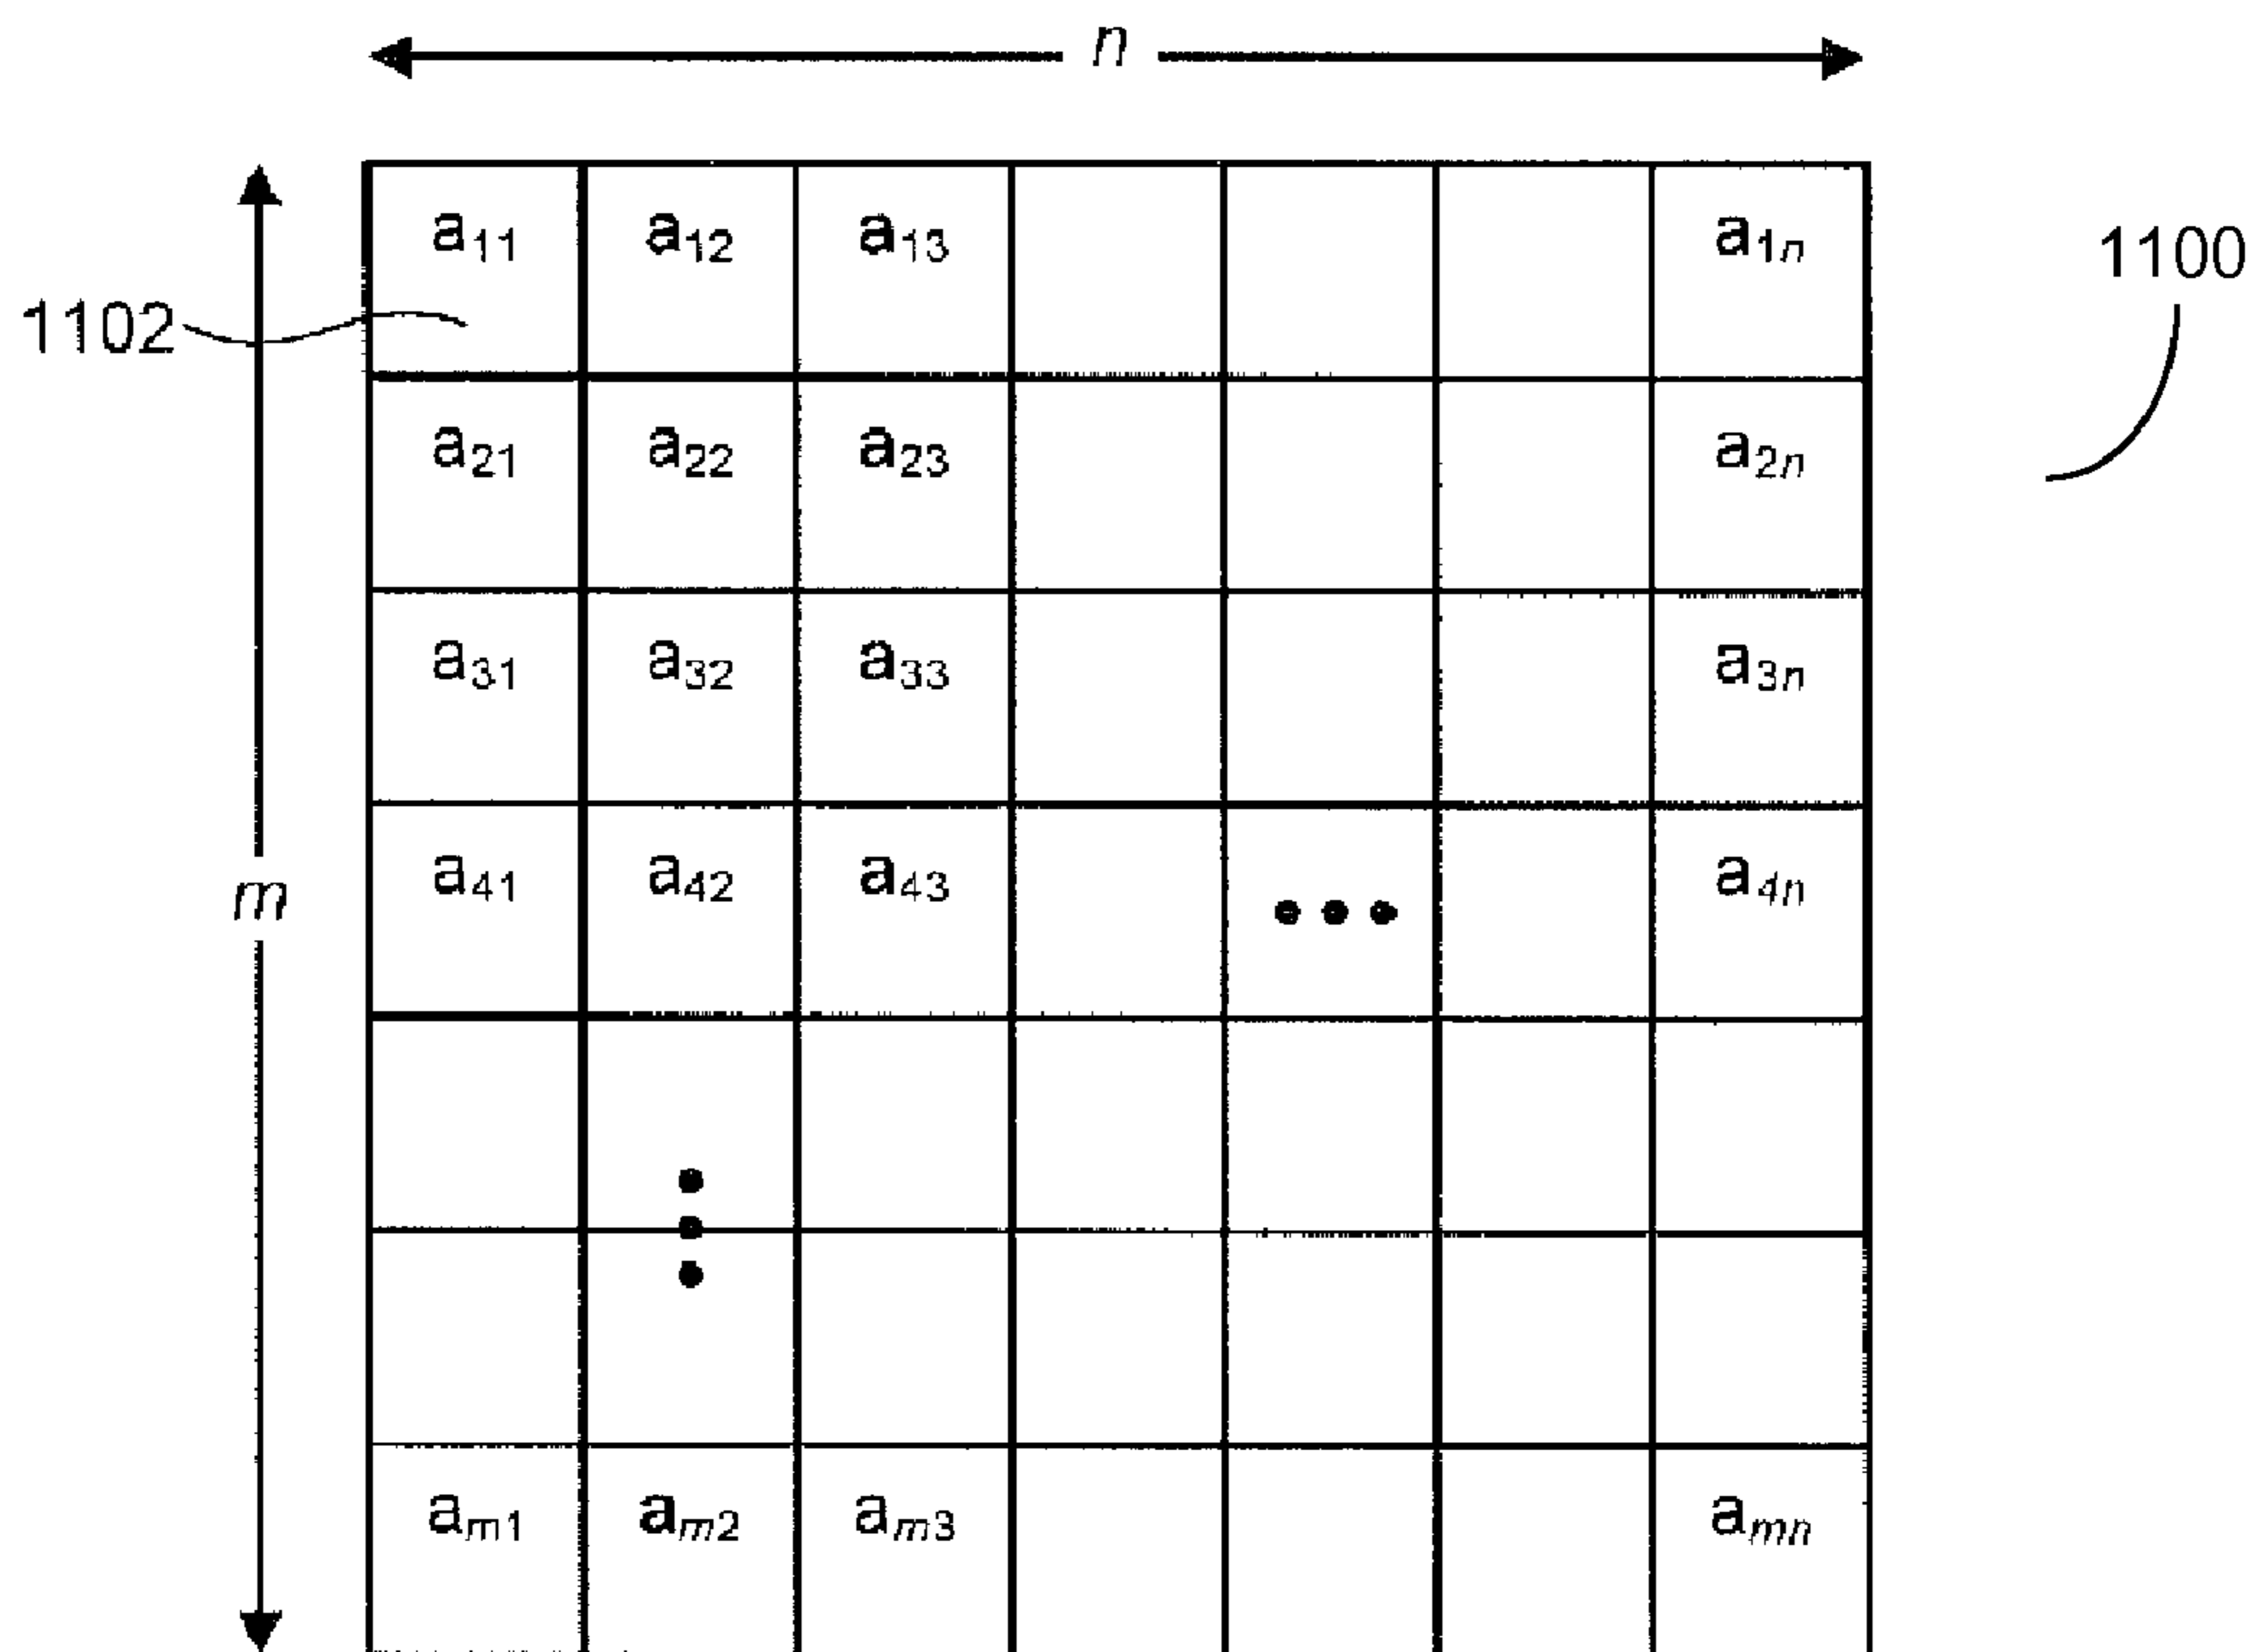 n
a11 a12 a13 a1n
1100
1102
a21 a22 a23 a2n
a31 a32 a33 a3n
a41 a42 a43 ••• a4n
m
am1 am2 am3 amn